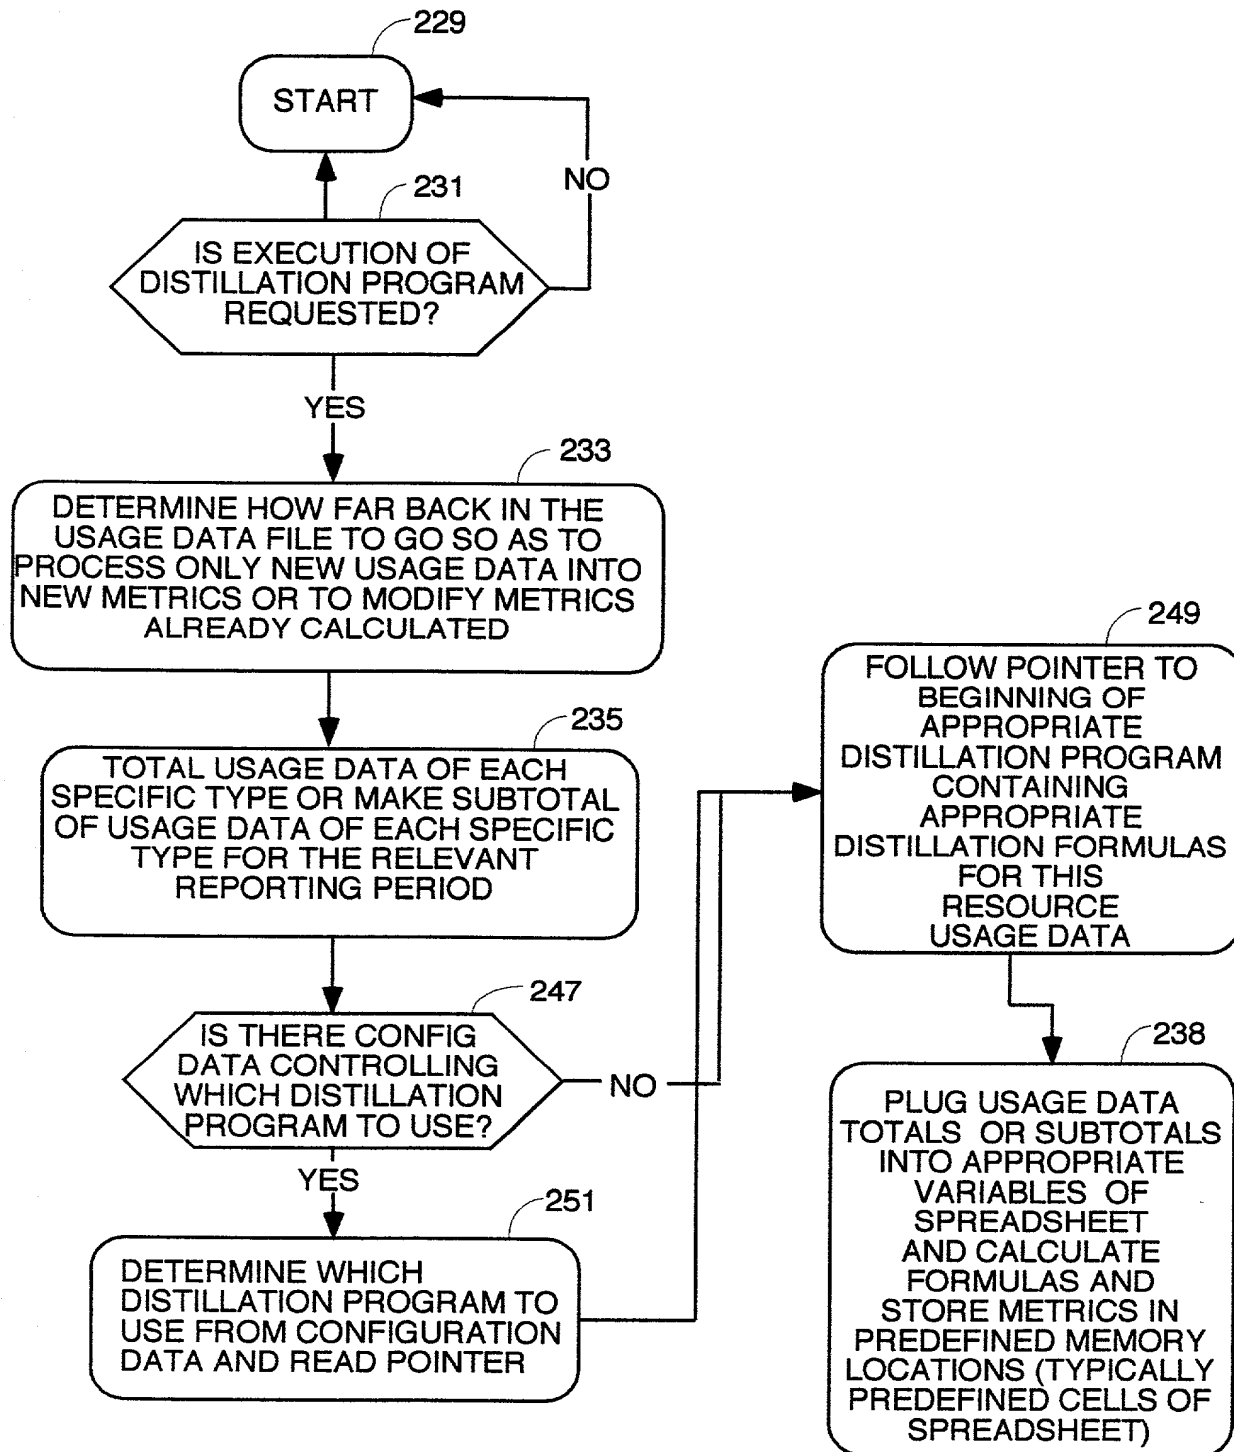 229
START
NO
231
IS EXECUTION OF
DISTILLATION PROGRAM
REQUESTED?
YES
233
DETERMINE HOW FAR BACK IN THE
USAGE DATA FILE TO GO SO AS TO
PROCESS ONLY NEW USAGE DATA INTO
NEW METRICS OR TO MODIFY METRICS
ALREADY CALCULATED
235
TOTAL USAGE DATA OF EACH
SPECIFIC TYPE OR MAKE SUBTOTAL
OF USAGE DATA OF EACH SPECIFIC
TYPE FOR THE RELEVANT
REPORTING PERIOD
247
IS THERE CONFIG
DATA CONTROLLING
WHICH DISTILLATION
PROGRAM TO USE?
NO
YES
251
DETERMINE WHICH
DISTILLATION PROGRAM TO
USE FROM CONFIGURATION
DATA AND READ POINTER
249
FOLLOW POINTER TO
BEGINNING OF
APPROPRIATE
DISTILLATION PROGRAM
CONTAINING
APPROPRIATE
DISTILLATION FORMULAS
FOR THIS
RESOURCE
USAGE DATA
238
PLUG USAGE DATA
TOTALS OR SUBTOTALS
INTO APPROPRIATE
VARIABLES OF
SPREADSHEET
AND CALCULATE
FORMULAS AND
STORE METRICS IN
PREDEFINED MEMORY
LOCATIONS (TYPICALLY
PREDEFINED CELLS OF
SPREADSHEET)